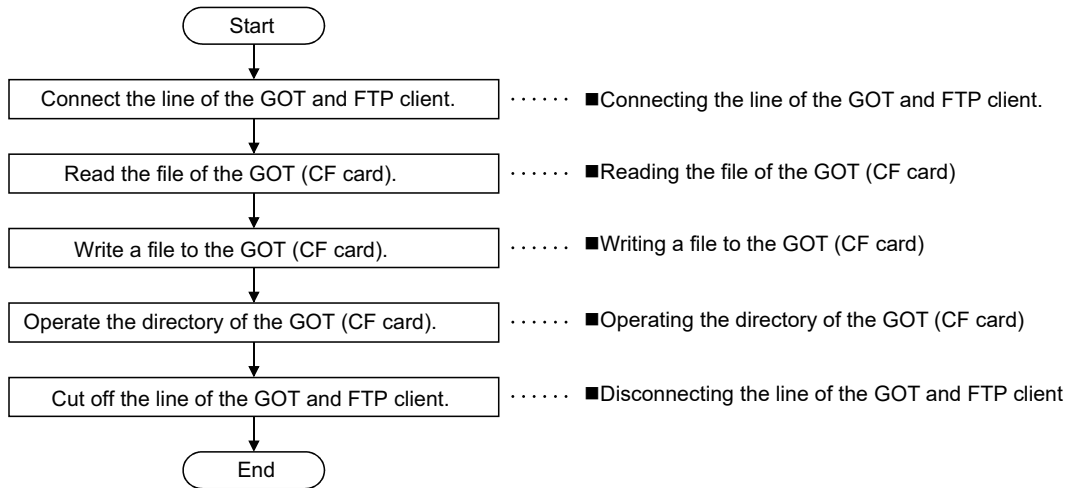 Start
Connect the line of the GOT and FTP client. ...... ■Connecting the line of the GOT and FTP client.
Read the file of the GOT (CF card). ...... ■Reading the file of the GOT (CF card)
Write a file to the GOT (CF card). ...... ■Writing a file to the GOT (CF card)
Operate the directory of the GOT (CF card). ...... ■Operating the directory of the GOT (CF card)
Cut off the line of the GOT and FTP client. ...... ■Disconnecting the line of the GOT and FTP client
End